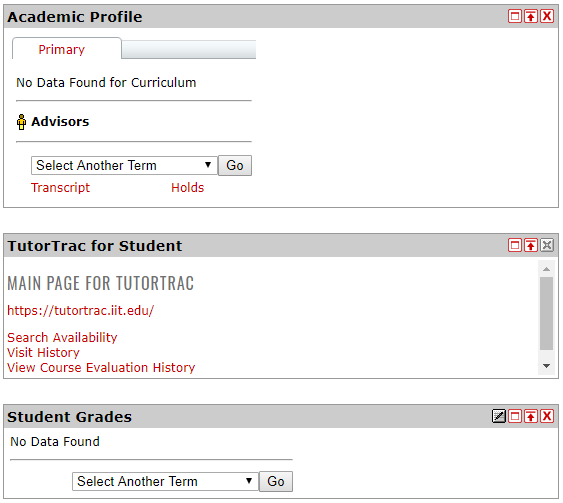 Academic Profile
Primary
No Data Found for Curriculum
Advisors
Select Another Term Go
Transcript Holds
TutorTrac for Student
MAIN PAGE FOR TUTORTRAC
https://tutortrac.iit.edu/
Search Availability
Visit History
View Course Evaluation History
Student Grades
No Data Found
Select Another Term Go